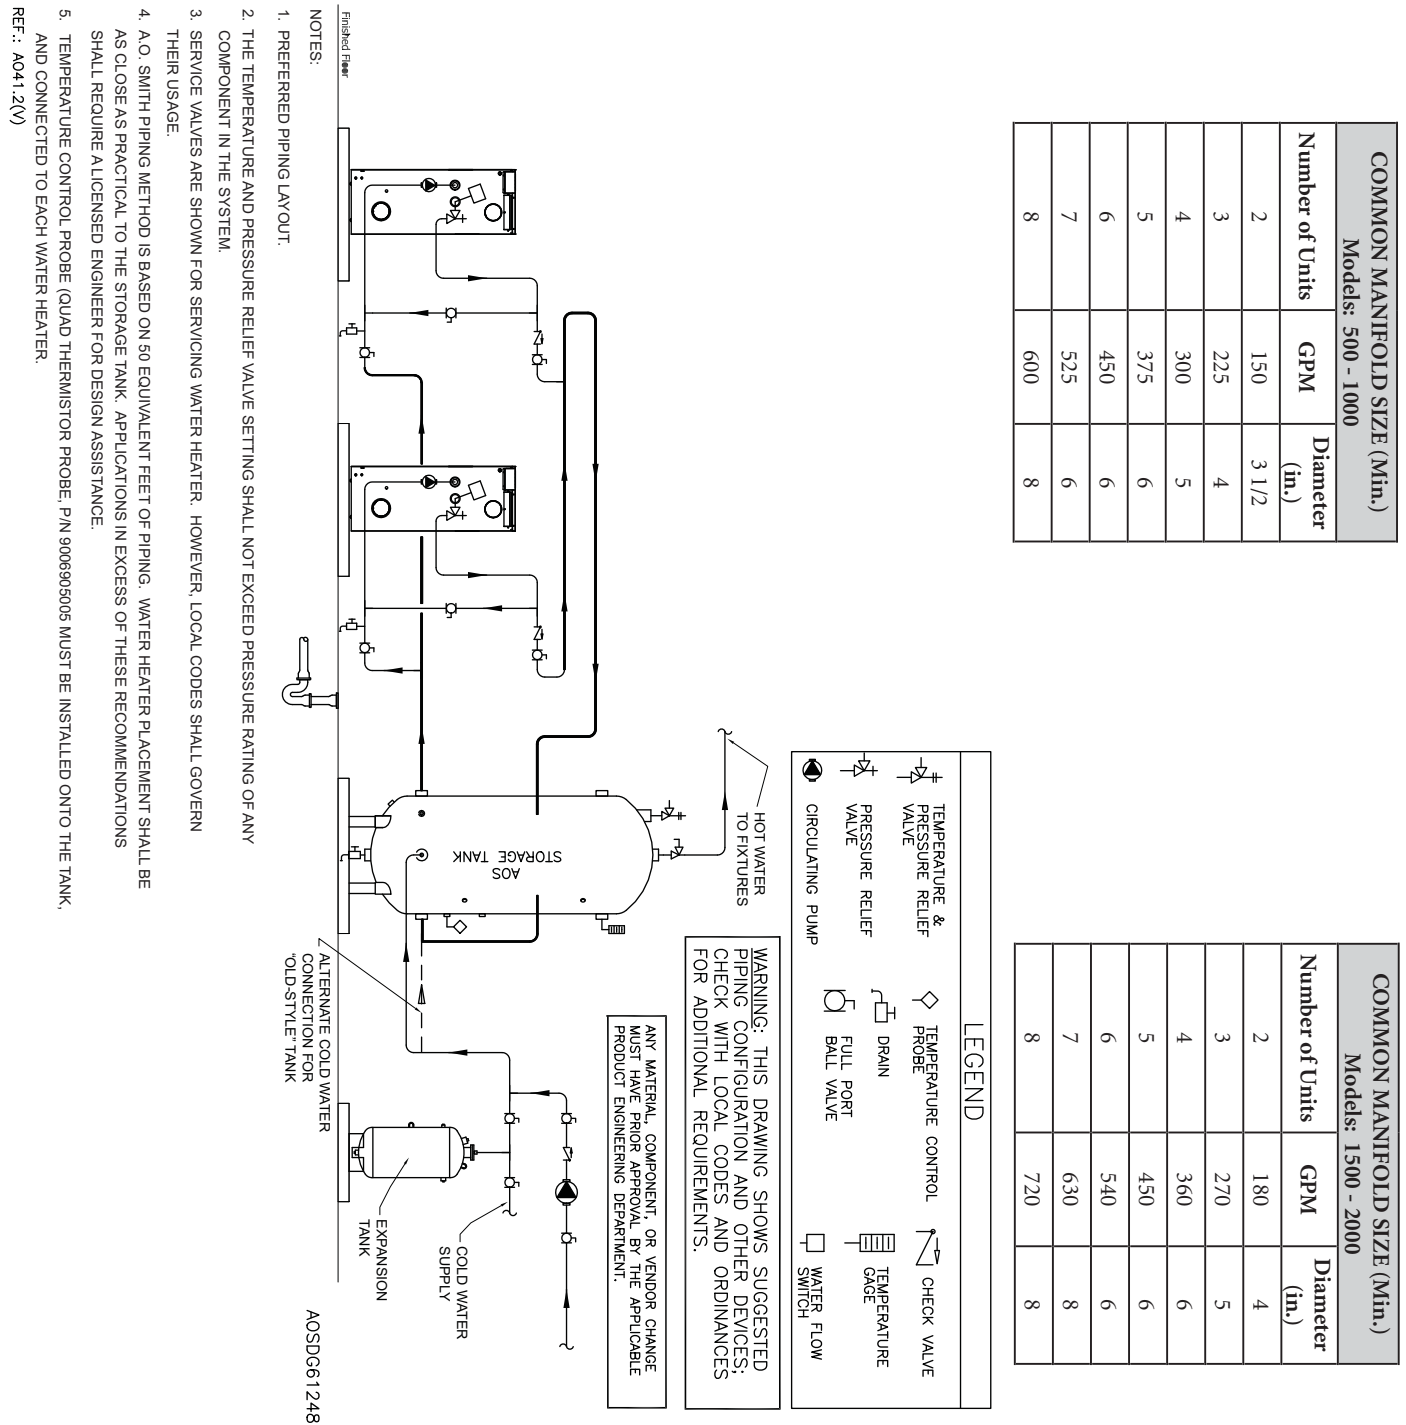 COMMON MANIFOLD SIZE (Min.)
Models: 500 - 1000
Number of Units GPM Diameter (in.)
2 150 3 1/2
3 225 4
4 300 5
5 375 6
6 450 6
7 525 6
8 600 8
COMMON MANIFOLD SIZE (Min.)
Models: 1500 - 2000
Number of Units GPM Diameter (in.)
2 180 4
3 270 5
4 360 6
5 450 6
6 540 6
7 630 8
8 720 8
LEGEND
TEMPERATURE &
PRESSURE RELIEF
VALVE
PRESSURE RELIEF
VALVE
CIRCULATING PUMP
TEMPERATURE CONTROL
PROBE
DRAIN
FULL PORT
BALL VALVE
CHECK VALVE
TEMPERATURE
GAGE
WATER FLOW
SWITCH
WARNING: THIS DRAWING SHOWS SUGGESTED
PIPING CONFIGURATION AND OTHER DEVICES;
CHECK WITH LOCAL CODES AND ORDINANCES
FOR ADDITIONAL REQUIREMENTS.
ANY MATERIAL, COMPONENT, OR VENDOR CHANGE
MUST HAVE PRIOR APPROVAL BY THE APPLICABLE
PRODUCT ENGINEERING DEPARTMENT.
HOT WATER
TO FIXTURES
AOS
STORAGE TANK
COLD WATER
SUPPLY
EXPANSION
TANK
ALTERNATE COLD WATER
CONNECTION FOR
"OLD-STYLE" TANK
Finished Floor
AOSDG61248
NOTES:
1. PREFERRED PIPING LAYOUT.
2. THE TEMPERATURE AND PRESSURE RELIEF VALVE SETTING SHALL NOT EXCEED PRESSURE RATING OF ANY
COMPONENT IN THE SYSTEM.
3. SERVICE VALVES ARE SHOWN FOR SERVICING WATER HEATER. HOWEVER, LOCAL CODES SHALL GOVERN
THEIR USAGE.
4. A.O. SMITH PIPING METHOD IS BASED ON 50 EQUIVALENT FEET OF PIPING. WATER HEATER PLACEMENT SHALL BE
AS CLOSE AS PRACTICAL TO THE STORAGE TANK. APPLICATIONS IN EXCESS OF THESE RECOMMENDATIONS
SHALL REQUIRE A LICENSED ENGINEER FOR DESIGN ASSISTANCE.
5. TEMPERATURE CONTROL PROBE (QUAD THERMISTOR PROBE, P/N 9006905005 MUST BE INSTALLED ONTO THE TANK,
AND CONNECTED TO EACH WATER HEATER.
REF.: AO41.2(V)